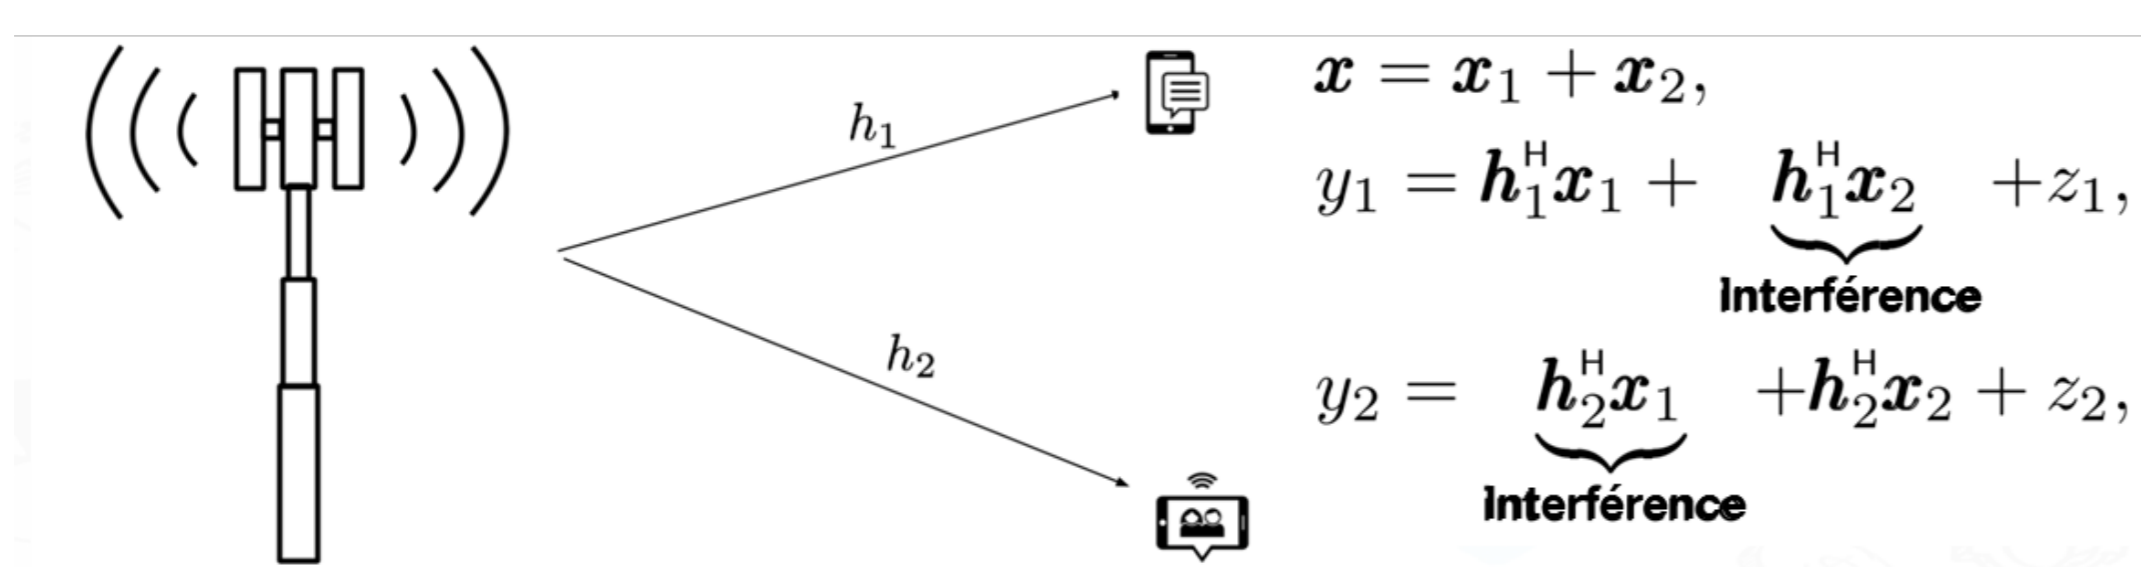 h₁
h₂
𝒙 = 𝒙₁ + 𝒙₂,
y₁ = 𝒉₁ᴴ𝒙₁ + 𝒉₁ᴴ𝒙₂ +z₁,
Interférence
y₂ = 𝒉₂ᴴ𝒙₁ +𝒉₂ᴴ𝒙₂ + z₂,
Interférence